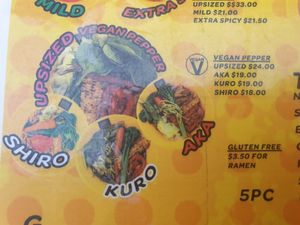 MILD
EXTRA
UPSIZED $33.00
MILD $21.00
EXTRA SPICY $21.50
UPSIZED VEGAN PEPPER
SHIRO
KURO
AKA
VEGAN PEPPER
UPSIZED $24.00
AKA $19.00
KURO $19.00
SHIRO $18.00
GLUTEN FREE
$3.50 FOR
RAMEN
5PC